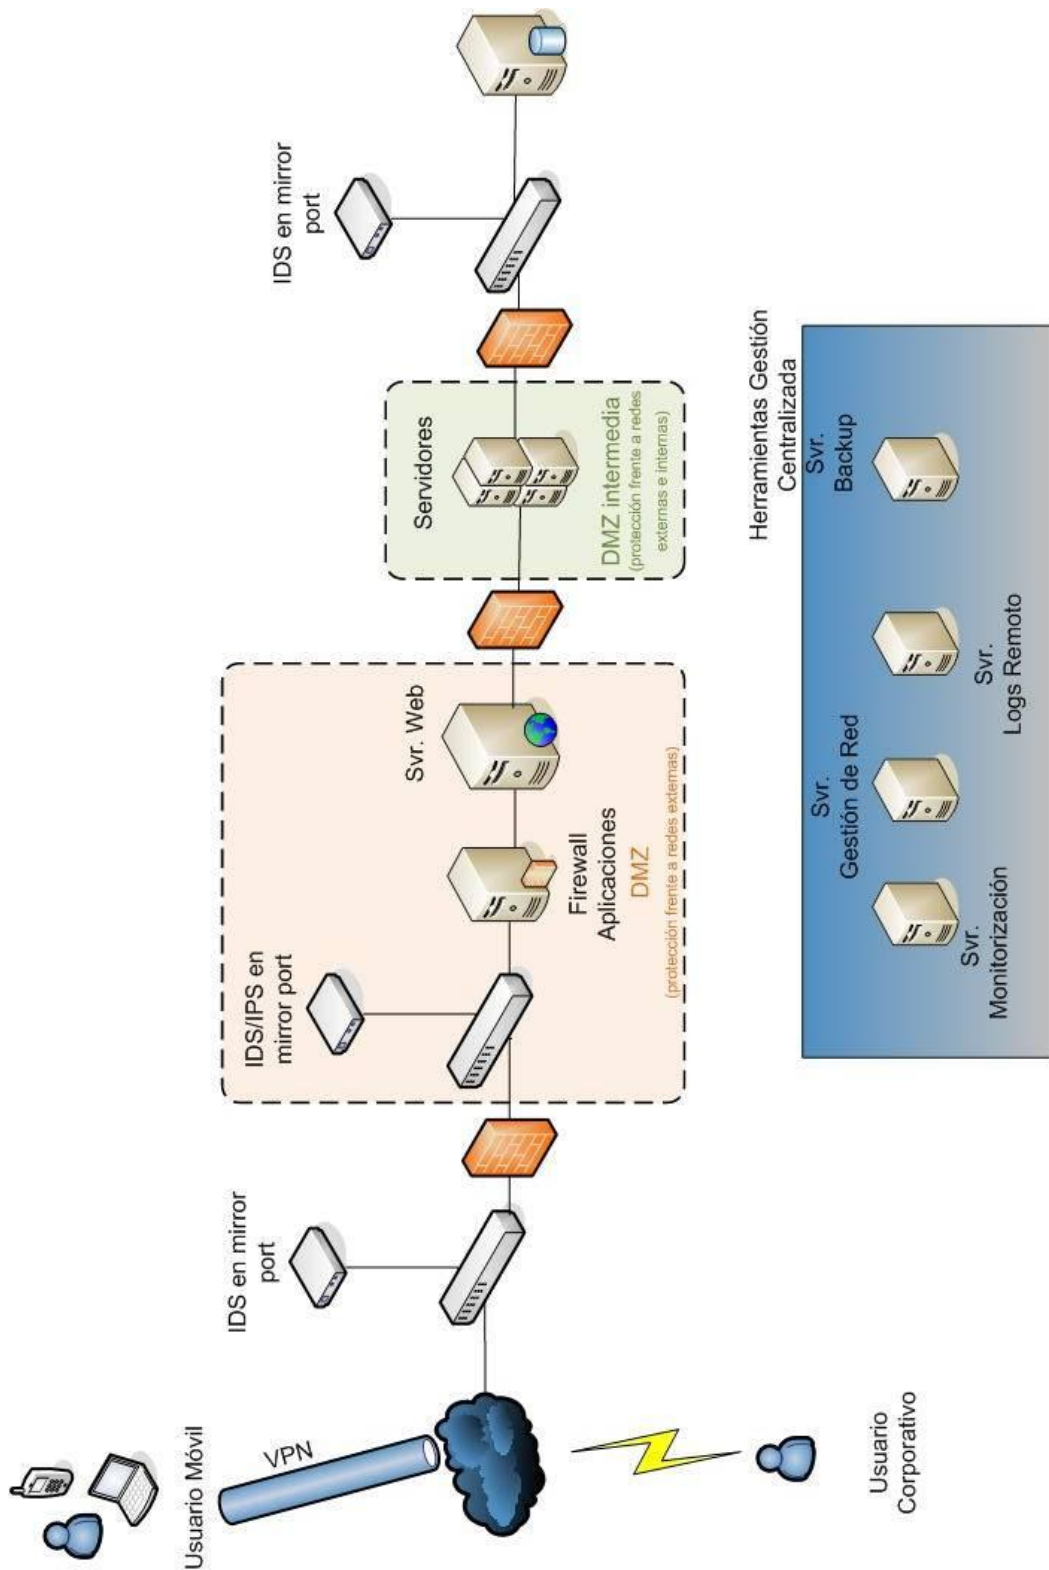 Usuario Móvil
VPN
Usuario
Corporativo
IDS en mirror
port
IDS/IPS en
mirror port
Firewall
Aplicaciones
Svr. Web
DMZ
(protección frente a redes externas)
Servidores
DMZ intermedia
(protección frente a redes
externas e internas)
IDS en mirror
port
Herramientas Gestión
Centralizada
Svr.
Monitorización
Svr.
Gestión de Red
Svr.
Logs Remoto
Svr.
Backup